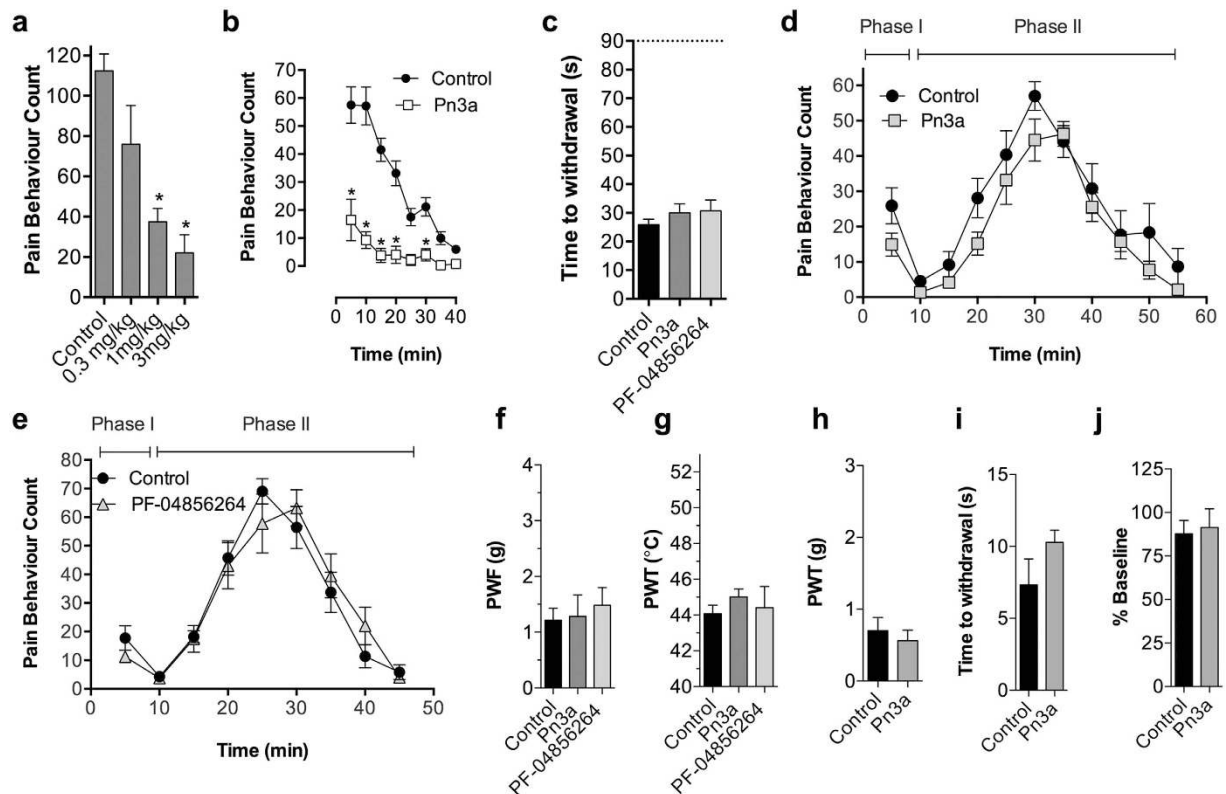 a
Pain Behaviour Count
120
100
80
60
40
20
0
* *
Control
0.3 mg/kg
1mg/kg
3mg/kg
b
Pain Behaviour Count
70
60
50
40
30
20
10
0
Control
Pn3a
* * * * *
10 20 30 40
Time (min)
c
Time to withdrawal (s)
90
80
70
60
50
40
30
20
10
0
Control
Pn3a
PF-04856264
d
Phase I Phase II
Pain Behaviour Count
60
50
40
30
20
10
0
Control
Pn3a
0 10 20 30 40 50 60
Time (min)
e
Phase I Phase II
Pain Behaviour Count
80
70
60
50
40
30
20
10
0
Control
PF-04856264
0 10 20 30 40 50
Time (min)
f
PWF (g)
4
3
2
1
0
Control
Pn3a
PF-04856264
g
PWT (°C)
52
50
48
46
44
42
40
Control
Pn3a
PF-04856264
h
PWT (g)
3
2
1
0
Control
Pn3a
i
Time to withdrawal (s)
15
10
5
0
Control
Pn3a
j
% Baseline
125
100
75
50
25
0
Control
Pn3a